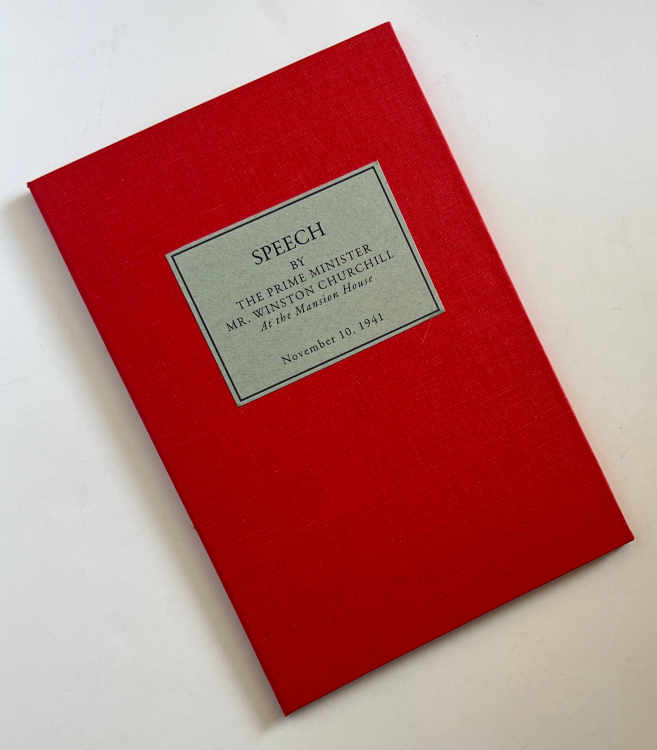 SPEECH
BY
THE PRIME MINISTER
MR. WINSTON CHURCHILL
At the Mansion House
November 10, 1941